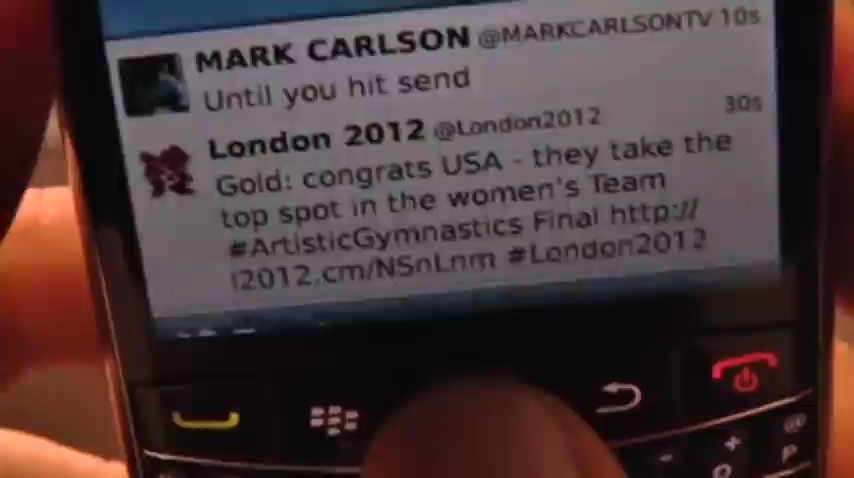 MARK CARLSON @MARKCARLSONTV 10s
Until you hit send
London 2012 @London2012 30s
Gold: congrats USA - they take the
top spot in the women's Team
#ArtisticGymnastics Final http://
l2012.cm/NSnLnm #London2012
+ @
- O P